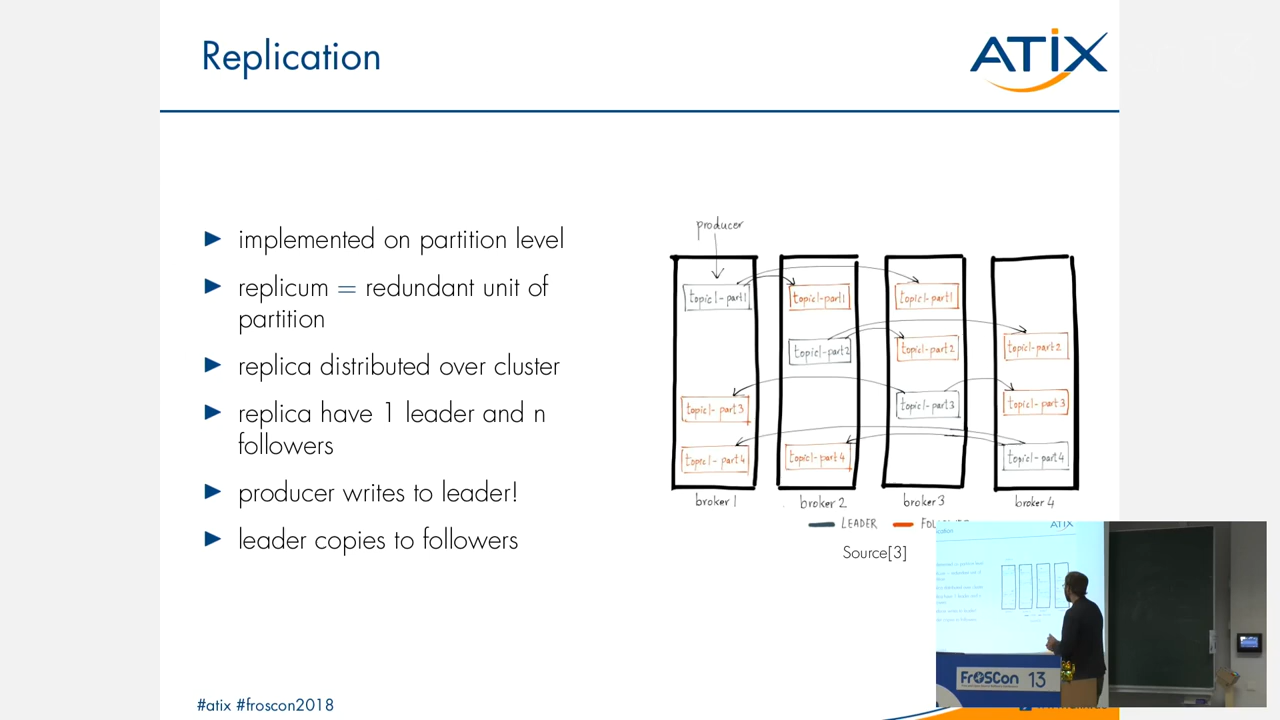 Replication
ATIX
implemented on partition level
replicum = redundant unit of
partition
replica distributed over cluster
replica have 1 leader and n
followers
producer writes to leader!
leader copies to followers
producer
topic1-part1 topic1-part1 topic1-part1
topic1-part2 topic1-part2 topic1-part2
topic1-part3 topic1-part3 topic1-part3
topic1-part4 topic1-part4 topic1-part4
broker 1 broker 2 broker 3 broker 4
LEADER
Source[3]
ATIX
FrOSCon 13
#atix #froscon2018